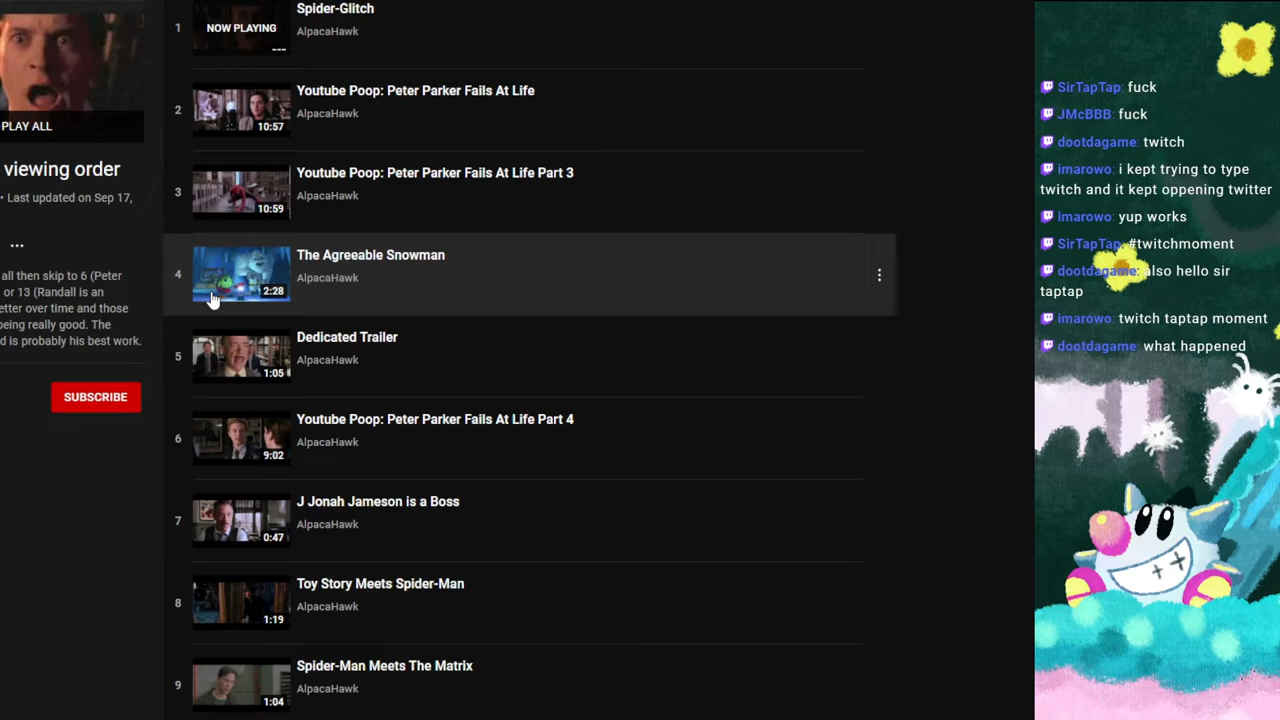 PLAY ALL
viewing order
• Last updated on Sep 17,
...
all then skip to 6 (Peter
or 13 (Randall is an
etter over time and those
being really good. The
d is probably his best work.
SUBSCRIBE
1
NOW PLAYING
---
Spider-Glitch
AlpacaHawk
2
10:57
Youtube Poop: Peter Parker Fails At Life
AlpacaHawk
3
10:59
Youtube Poop: Peter Parker Fails At Life Part 3
AlpacaHawk
4
2:28
The Agreeable Snowman
AlpacaHawk
5
1:05
Dedicated Trailer
AlpacaHawk
6
9:02
Youtube Poop: Peter Parker Fails At Life Part 4
AlpacaHawk
7
0:47
J Jonah Jameson is a Boss
AlpacaHawk
8
1:19
Toy Story Meets Spider-Man
AlpacaHawk
9
1:04
Spider-Man Meets The Matrix
AlpacaHawk
SirTapTap: fuck
JMcBBB: fuck
dootdagame: twitch
imarowo: i kept trying to type
twitch and it kept oppening twitter
imarowo: yup works
SirTapTap: #twitchmoment
dootdagame: also hello sir
taptap
imarowo: twitch taptap moment
dootdagame: what happened